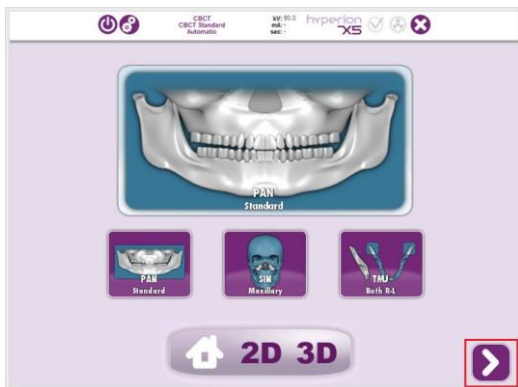 CBCT
CBCT Standard
Automatic
kV: 90.0
mA: -
sec: -
hyperion
X5
PAN
Standard
PAN
Standard
SIN
Maxillary
TMJ
Both R-L
2D 3D